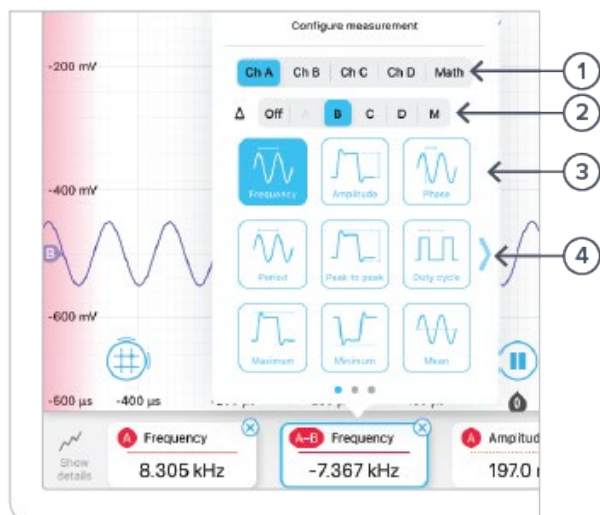 Configure measurement
-200 mV
Ch A Ch B Ch C Ch D Math
1
Δ Off A B C D M
2
Frequency Amplitude Phase
3
-400 mV
B
Period Peak to peak Duty cycle
4
-600 mV
Maximum Minimum Mean
-500 µs -400 µs
0
Show details
A Frequency
8.305 kHz
A–B Frequency
-7.367 kHz
A Amplitud
197.0